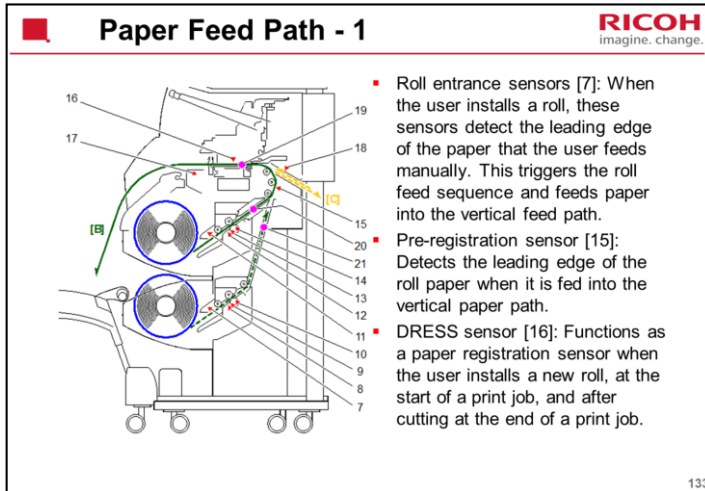 Paper Feed Path - 1
RICOH
imagine. change.
Roll entrance sensors [7]: When
the user installs a roll, these
sensors detect the leading edge
of the paper that the user feeds
manually. This triggers the roll
feed sequence and feeds paper
into the vertical feed path.
Pre-registration sensor [15]:
Detects the leading edge of the
roll paper when it is fed into the
vertical paper path.
DRESS sensor [16]: Functions as
a paper registration sensor when
the user installs a new roll, at the
start of a print job, and after
cutting at the end of a print job.
16
17
19
18
[C]
[B]
15
20
21
14
13
12
11
10
9
8
7
133